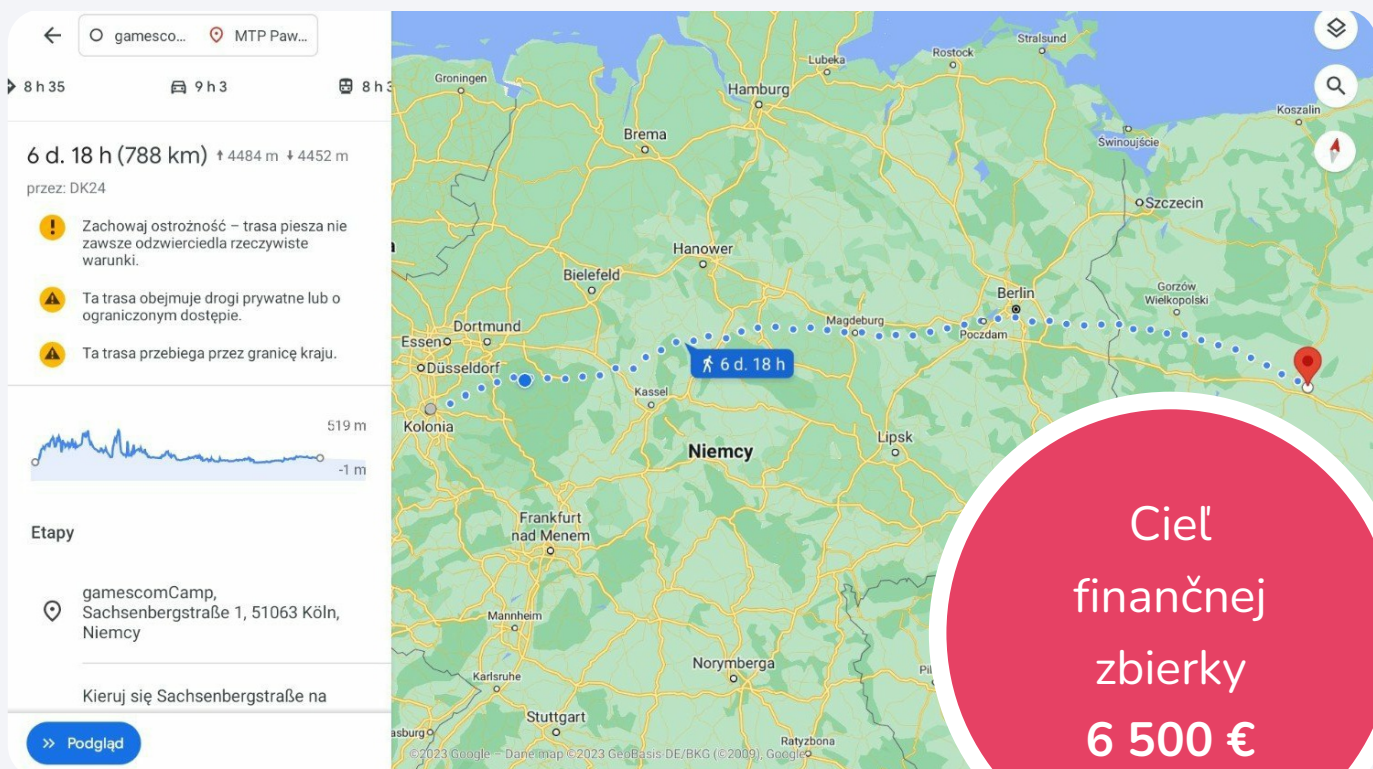 gamesco...
MTP Paw...
8 h 35
9 h 3
6 d. 18 h (788 km) 4484 m 4452 m
przez: DK24
Zachowaj ostrożność – trasa piesza nie
zawsze odzwierciedla rzeczywiste
warunki.
Ta trasa obejmuje drogi prywatne lub o
ograniczonym dostępie.
Ta trasa przebiega przez granicę kraju.
519 m
-1 m
Etapy
gamescomCamp,
Sachsenbergstraße 1, 51063 Köln,
Niemcy
Kieruj się Sachsenbergstraße na
Podgląd
Stralsund
Rostock
Lubeka
Groningen
Hamburg
Koszalin
Brema
Świnoujście
Szczecin
Hanower
Bielefeld
Berlin
Gorzów
Wielkopolski
Dortmund
Magdeburg
Poczdam
Essen
Düsseldorf
6 d. 18 h
Kassel
Kolonia
Lipsk
Niemcy
Frankfurt
nad Menem
Mannheim
Norymberga
Karlsruhe
Stuttgart
Ratyzbona
©2023 Google – Dane map ©2023 GeoBasis-DE/BKG (©2009), Google
Cieľ
finančnej
zbierky
6 500 €